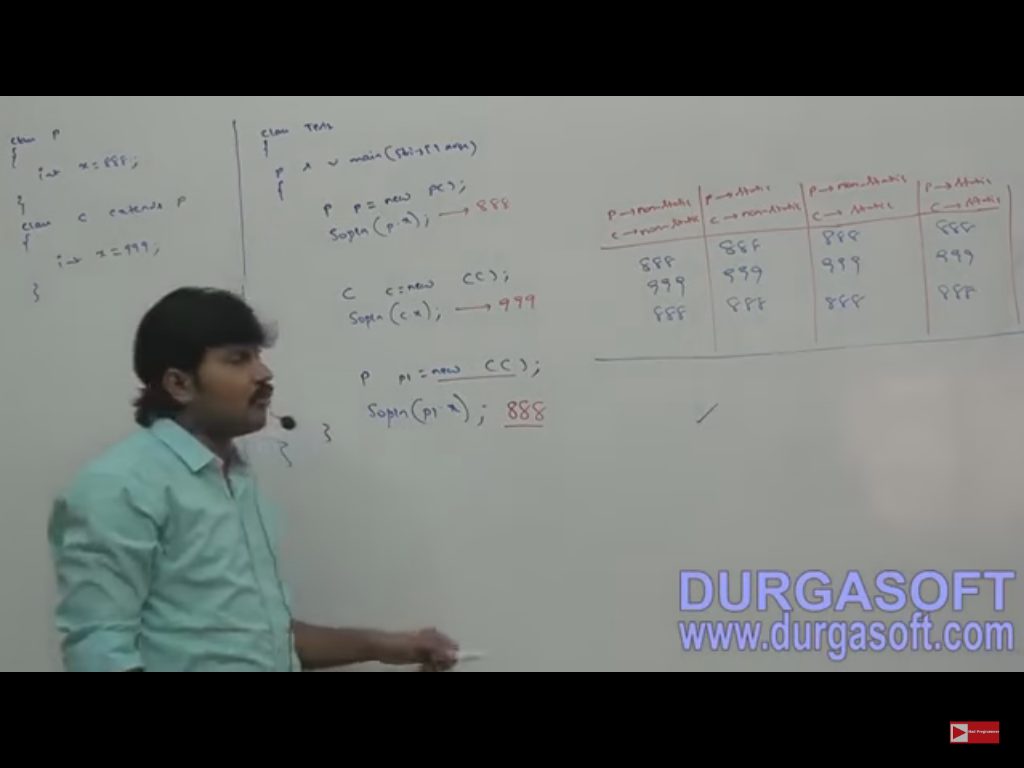 class P
{
int x=888;
}
class C extends P
{
int x=999;
}
class Test
{
P S V main(String[] args)
{
P p=new P();
Sopln(p.x); → 888
C c=new C();
Sopln(c.x); → 999
P p1=new C();
Sopln(p1.x); 888
}
}
P→non-static
C→non-static
888
999
888
P→static
C→non-static
888
999
888
P→non-static
C→static
888
999
888
P→static
C→static
888
999
888
DURGASOFT
www.durgasoft.com